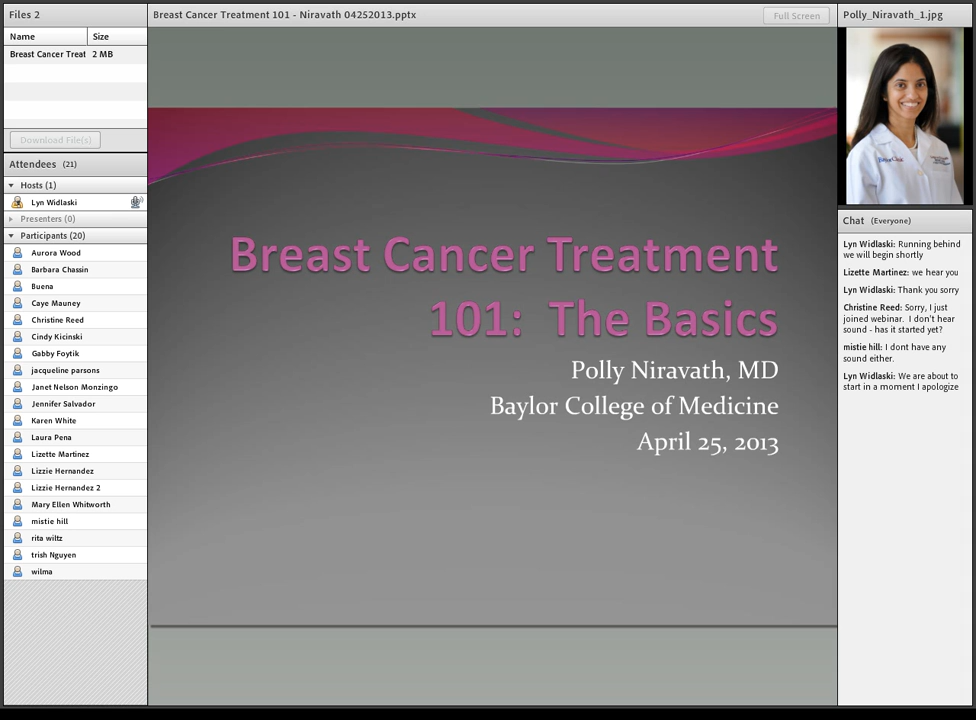 Files 2
Name Size
Breast Cancer Treat 2 MB
Download File(s)
Attendees (21)
Hosts (1)
Lyn Widlaski
Presenters (0)
Participants (20)
Aurora Wood
Barbara Chassin
Buena
Caye Mauney
Christine Reed
Cindy Kicinski
Gabby Foytik
jacqueline parsons
Janet Nelson Monzingo
Jennifer Salvador
Karen White
Laura Pena
Lizette Martinez
Lizzie Hernandez
Lizzie Hernandez 2
Mary Ellen Whitworth
mistie hill
rita wiltz
trish Nguyen
wilma
Breast Cancer Treatment 101 - Niravath 04252013.pptx
Full Screen
Breast Cancer Treatment
101: The Basics
Polly Niravath, MD
Baylor College of Medicine
April 25, 2013
Polly_Niravath_1.jpg
Chat (Everyone)
Lyn Widlaski: Running behind
we will begin shortly
Lizette Martinez: we hear you
Lyn Widlaski: Thank you sorry
Christine Reed: Sorry, I just
joined webinar. I don't hear
sound - has it started yet?
mistie hill: I dont have any
sound either.
Lyn Widlaski: We are about to
start in a moment I apologize